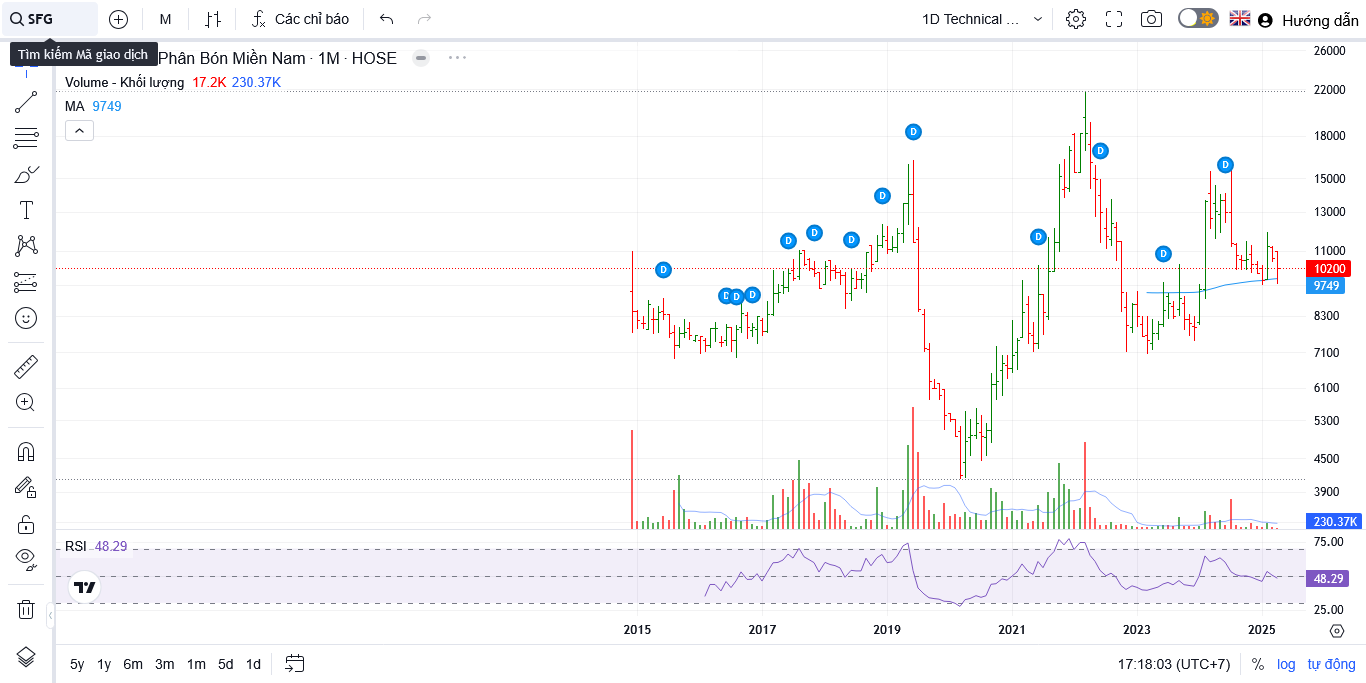 SFG
M
Các chỉ báo
1D Technical ...
Hướng dẫn
Tìm kiếm Mã giao dịch
Phân Bón Miền Nam · 1M · HOSE
Volume - Khối lượng 17.2K 230.37K
MA 9749
26000
22000
18000
15000
13000
11000
10200
9749
8300
7100
6100
5300
4500
3900
230.37K
D
D
D
D
D
D
D
D
D
D
D
D
D
RSI 48.29
75.00
48.29
25.00
2015 2017 2019 2021 2023 2025
5y 1y 6m 3m 1m 5d 1d
17:18:03 (UTC+7) % log tự động